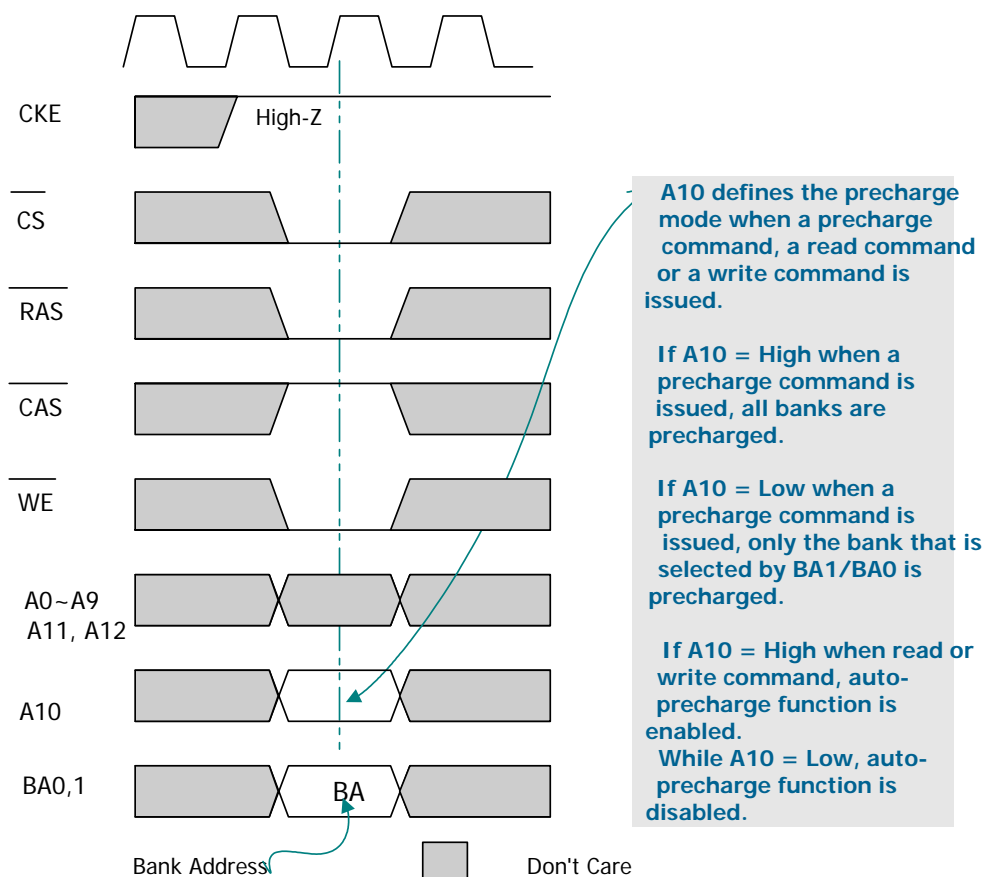 CKE
High-Z
CS
RAS
CAS
WE
A0~A9
A11, A12
A10
BA0,1
BA
Bank Address
Don't Care
A10 defines the precharge
mode when a precharge
command, a read command
or a write command is
issued.
If A10 = High when a
precharge command is
issued, all banks are
precharged.
If A10 = Low when a
precharge command is
issued, only the bank that is
selected by BA1/BA0 is
precharged.
If A10 = High when read or
write command, auto-
precharge function is
enabled.
While A10 = Low, auto-
precharge function is
disabled.